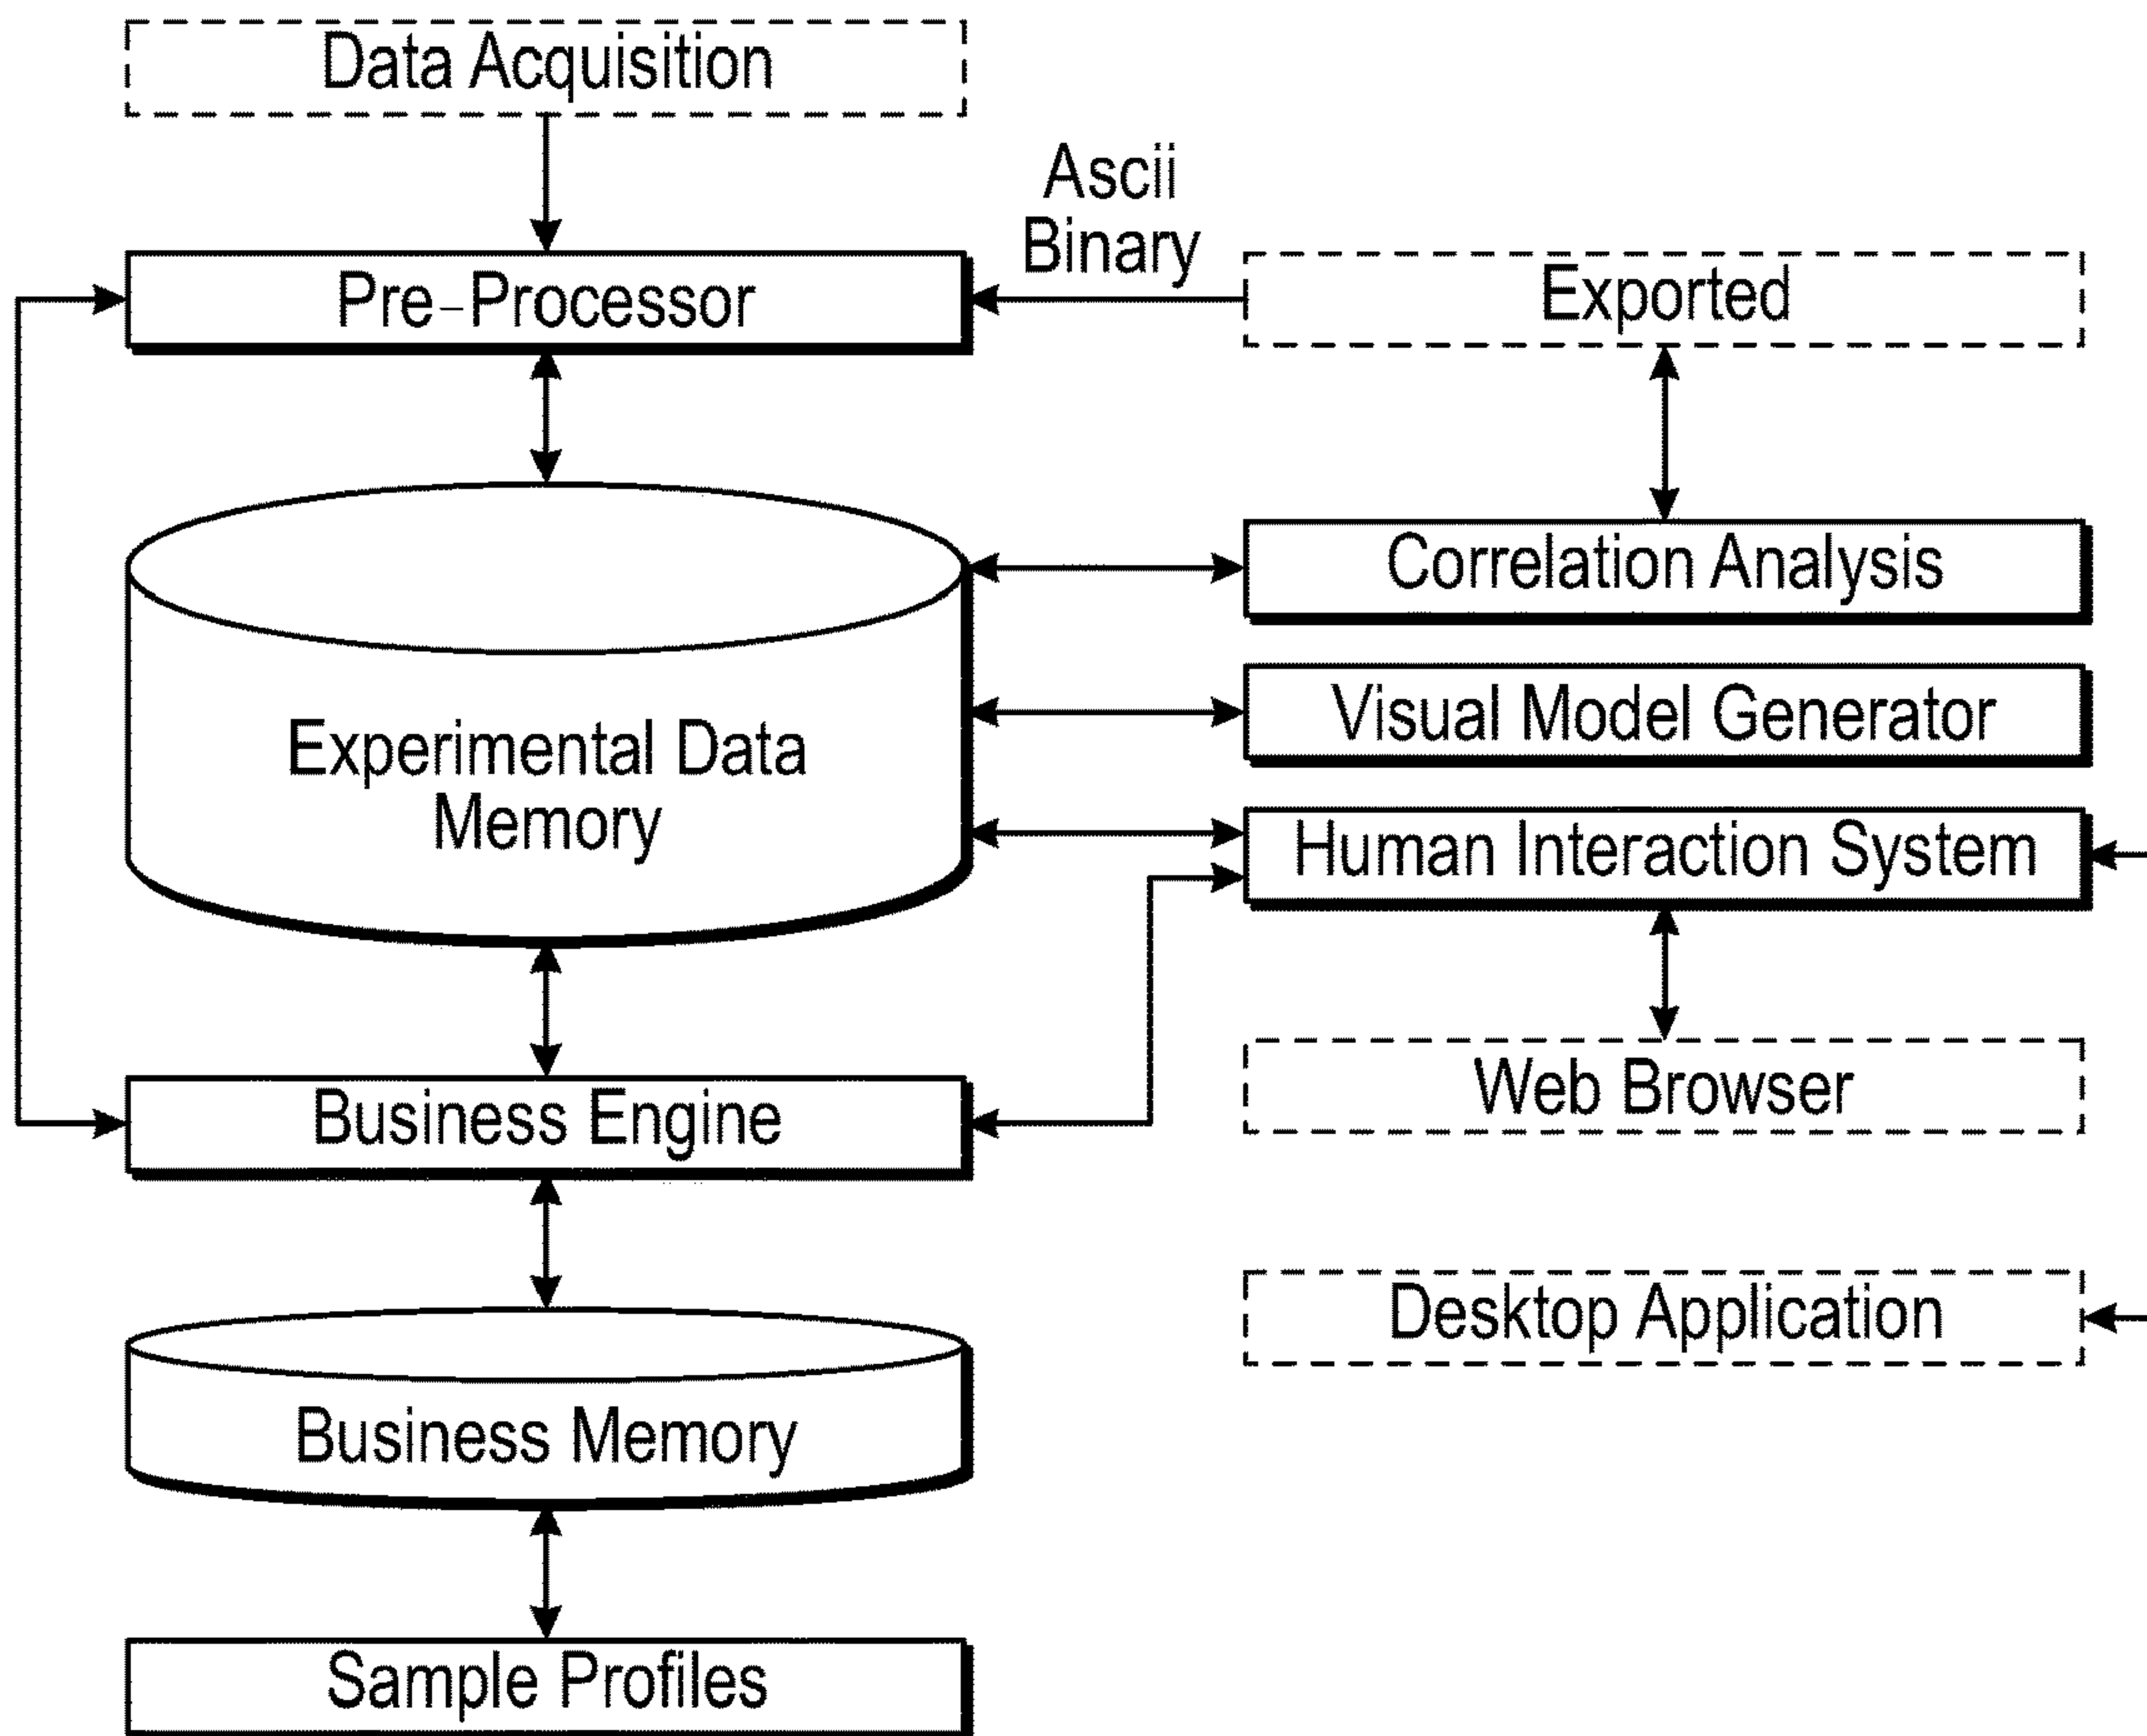 Data Acquisition
Ascii
Binary
Pre-Processor
Exported
Correlation Analysis
Visual Model Generator
Experimental Data
Memory
Human Interaction System
Business Engine
Web Browser
Desktop Application
Business Memory
Sample Profiles